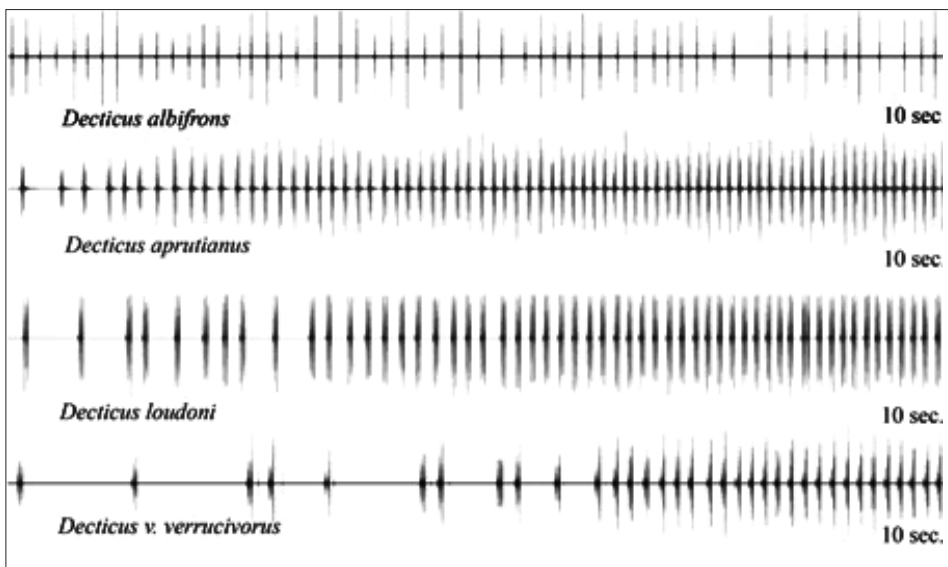 Decticus albifrons 10 sec
Decticus aprutianus 10 sec.
Decticus loudoni 10 sec.
Decticus v. verrucivorus 10 sec.